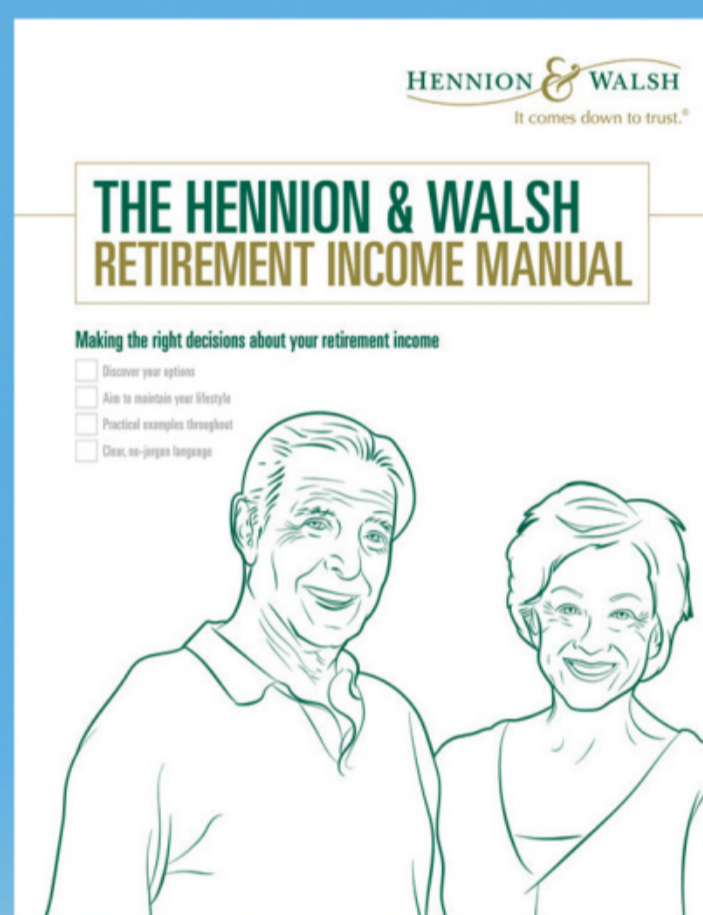 HENNION & WALSH
It comes down to trust.®
THE HENNION & WALSH
RETIREMENT INCOME MANUAL
Making the right decisions about your retirement income
Discover your options
Aim to maintain your lifestyle
Practical examples throughout
Clear, no-jorgan language